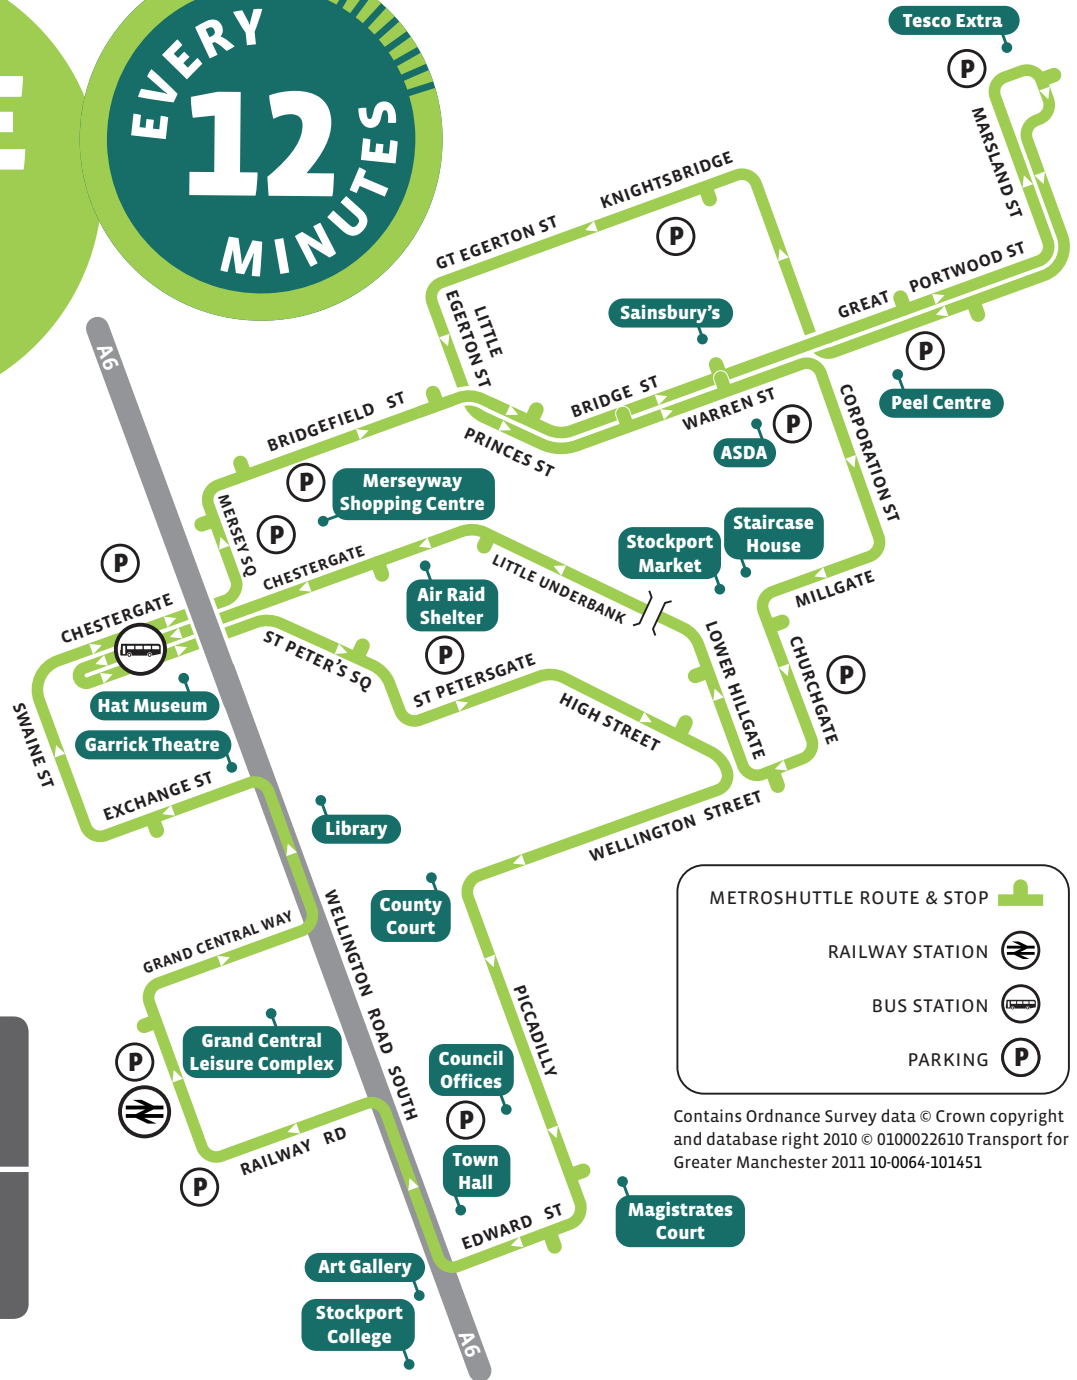 E
EVERY
12
MINUTES
Tesco Extra
P
MARSLAND ST
KNIGHTSBRIDGE
GT EGERTON ST
P
GREAT PORTWOOD ST
LITTLE
EGERTON ST
Sainsbury's
P
Peel Centre
A6
BRIDGE ST
WARREN ST
BRIDGEFIELD ST
PRINCES ST
P
ASDA
CORPORATION ST
P
Merseyway
Shopping Centre
MERSEY SQ
P
P
CHESTERGATE
LITTLE UNDERBANK
Stockport
Market
Staircase
House
MILLGATE
Air Raid
Shelter
CHESTERGATE
ST PETER'S SQ
P
ST PETERSGATE
LOWER HILLGATE
CHURCHGATE
P
Hat Museum
HIGH STREET
SWAINE ST
Garrick Theatre
EXCHANGE ST
Library
WELLINGTON STREET
County
Court
WELLINGTON ROAD SOUTH
GRAND CENTRAL WAY
PICCADILLY
Grand Central
Leisure Complex
P
Council
Offices
P
RAILWAY RD
Town
Hall
P
EDWARD ST
Magistrates
Court
Art Gallery
Stockport
College
A6
METROSHUTTLE ROUTE & STOP
RAILWAY STATION
BUS STATION
PARKING P
Contains Ordnance Survey data © Crown copyright
and database right 2010 © 0100022610 Transport for
Greater Manchester 2011 10-0064-101451